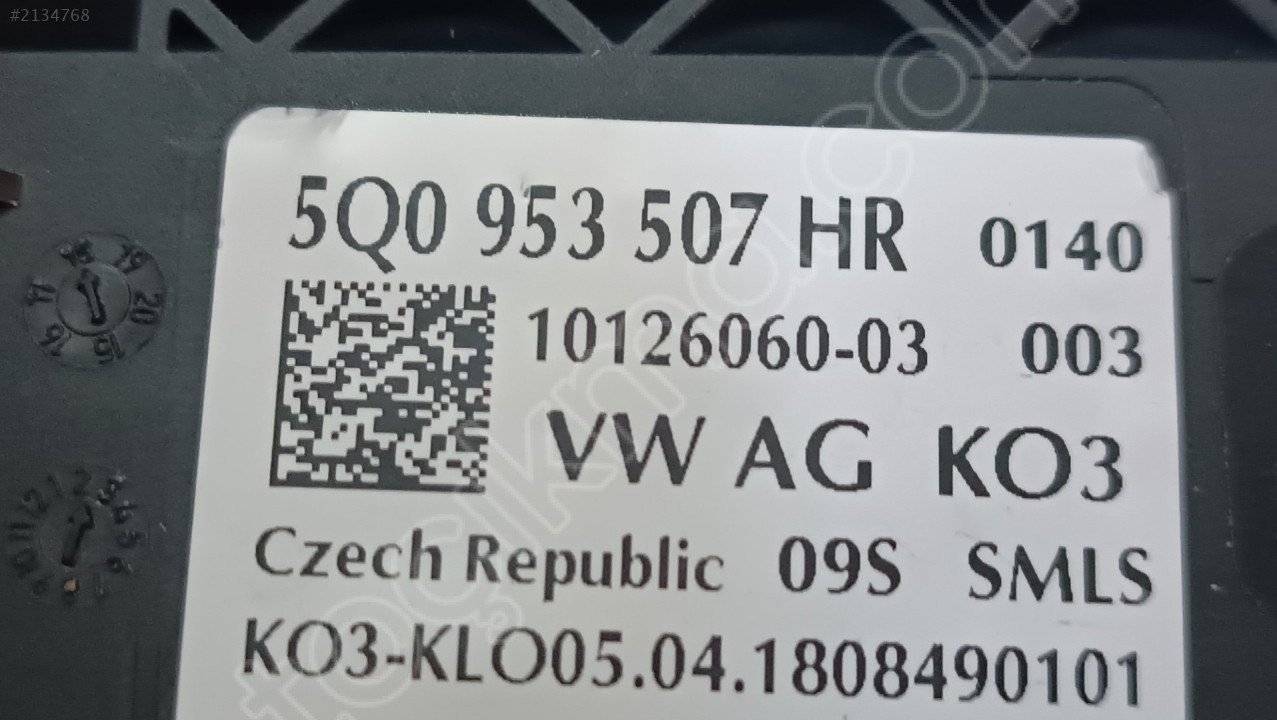 #2134768
5Q0 953 507 HR 0140
10126060-03 003
VW AG KO3
Czech Republic 09S SMLS
KO3-KLO05.04.1808490101